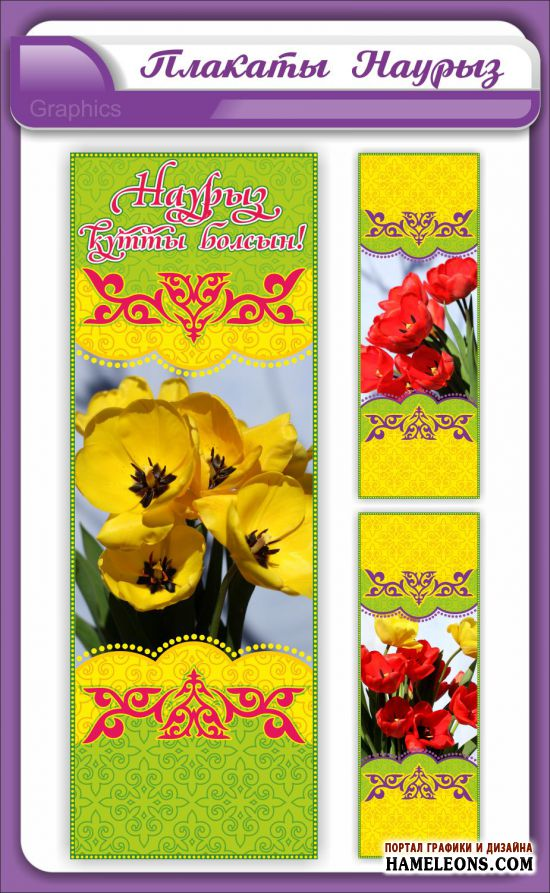 Плакаты Наурыз
Graphics
Наурыз
құтты болсын!
ПОРТАЛ ГРАФИКИ И ДИЗАЙНА
HAMELEONS.COM